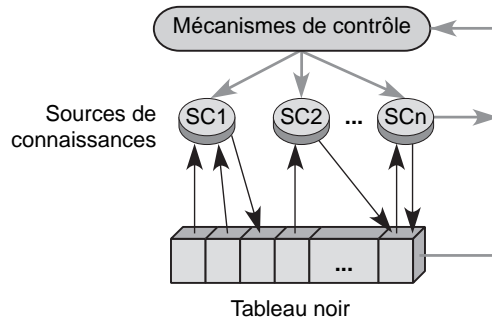 Mécanismes de contrôle
Sources de
connaissances
SC1
SC2
...
SCn
...
Tableau noir